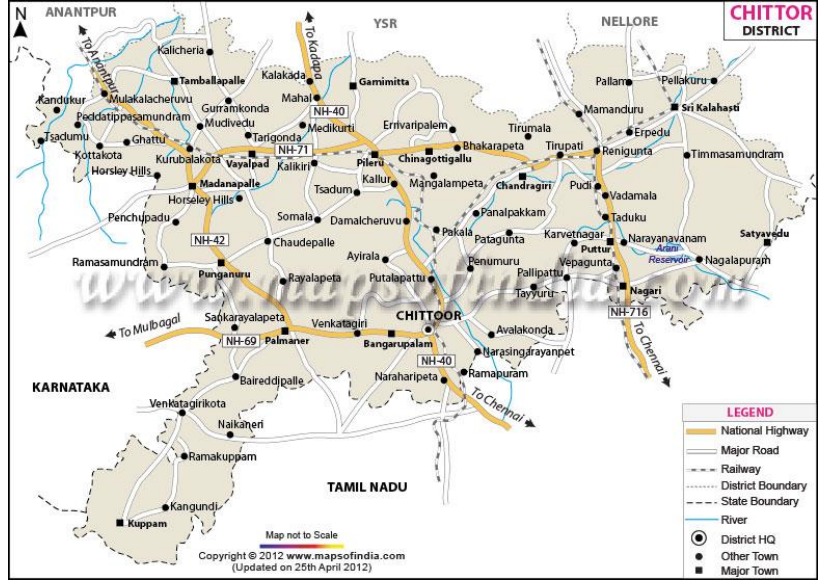 ANANTPUR
YSR
NELLORE
CHITTOR
DISTRICT
N
To Anantpur
To Kadapa
Kalicheria
Tamballapalle
Kalakada
Garnimitta
Pallam
Pellakuru
Kandukur
Mulakalacheruvu
Gurramkonda
Mahal
NH-40
Mamanduru
Sri Kalahasti
Peddatippasamundram
Mudivedu
Medikurti
Errivaripalem
Tirumala
Erpedu
Tsadumu
Ghattu
Tarigonda
Kottakota
Kurubalakota
NH-71
Vayalpad
Pileru
Chinagottigallu
Bhakarapeta
Tirupati
Renigunta
Timmasamundram
Horsley Hills
Kalikiri
Madanapalle
Tsadum
Kallur
Mangalampeta
Chandragiri
Pudi
Vadamala
Horseley Hills
Penchupadu
Somala
Damalcheruvu
Panalpakkam
Taduku
NH-42
Chaudepalle
Pakala
Patagunta
Karvetnagar
Puttur
Narayanavanam
Satyavedu
Arani
Reservoir
Ramasamundram
Punganuru
Ayirala
Penumuru
Vepagunta
Nagalapuram
Rayalapeta
Putalapattu
Pallipattu
Tayyuru
Nagari
www.mapsofindia.com
To Mulbagal
Sankarayalapeta
Venkatagiri
CHITTOOR
NH-716
NH-69
Palmaner
Bangarupalam
Avalakonda
To Chennai
Narasingarayanpet
NH-40
KARNATAKA
Baireddipalle
Naraharipeta
Ramapuram
To Chennai
Venkatagirikota
Naikaneri
Ramakuppam
TAMIL NADU
Kangundi
Kuppam
LEGEND
National Highway
Major Road
Railway
District Boundary
State Boundary
River
District HQ
Other Town
Major Town
Map not to Scale
Copyright © 2012 www.mapsofindia.com
(Updated on 25th April 2012)